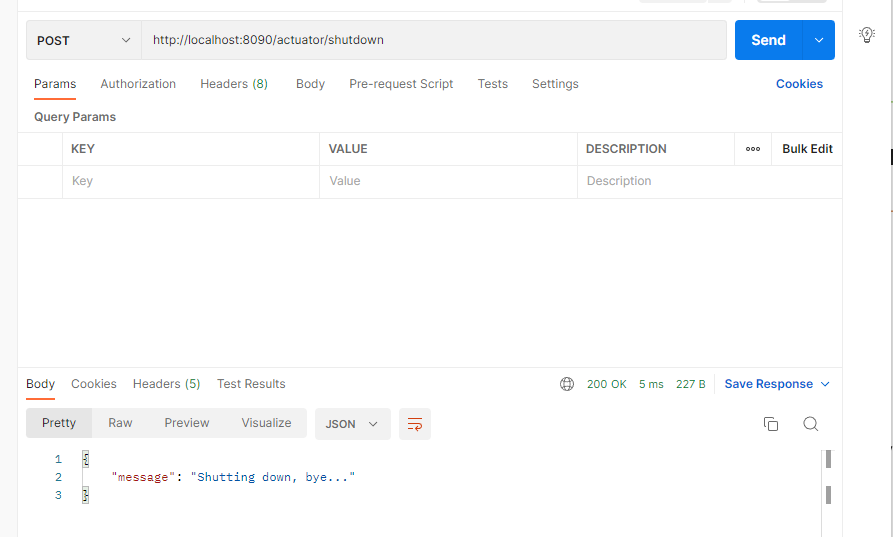 POST http://localhost:8090/actuator/shutdown Send
Params Authorization Headers (8) Body Pre-request Script Tests Settings Cookies
Query Params
KEY VALUE DESCRIPTION ooo Bulk Edit
Key Value Description
Body Cookies Headers (5) Test Results 200 OK 5 ms 227 B Save Response
Pretty Raw Preview Visualize JSON
1 {
2 "message": "Shutting down, bye..."
3 }